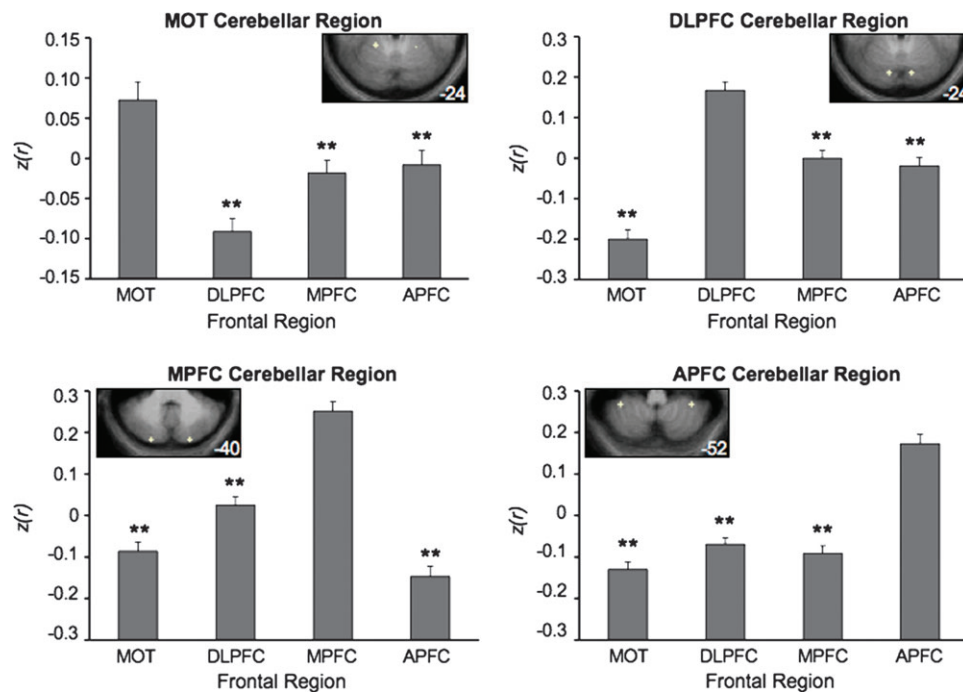 MOT Cerebellar Region
0.15
0.10
0.05
0
-0.05
-0.10
-0.15
z(r)
-24
**
**
**
MOT DLPFC MPFC APFC
Frontal Region
DLPFC Cerebellar Region
0.3
0.2
0.1
0
-0.1
-0.2
-0.3
z(r)
-24
**
**
**
MOT DLPFC MPFC APFC
Frontal Region
MPFC Cerebellar Region
0.3
0.2
0.1
0
-0.1
-0.2
-0.3
z(r)
-40
**
**
**
MOT DLPFC MPFC APFC
Frontal Region
APFC Cerebellar Region
0.3
0.2
0.1
0
-0.1
-0.2
-0.3
z(r)
-52
**
**
**
MOT DLPFC MPFC APFC
Frontal Region